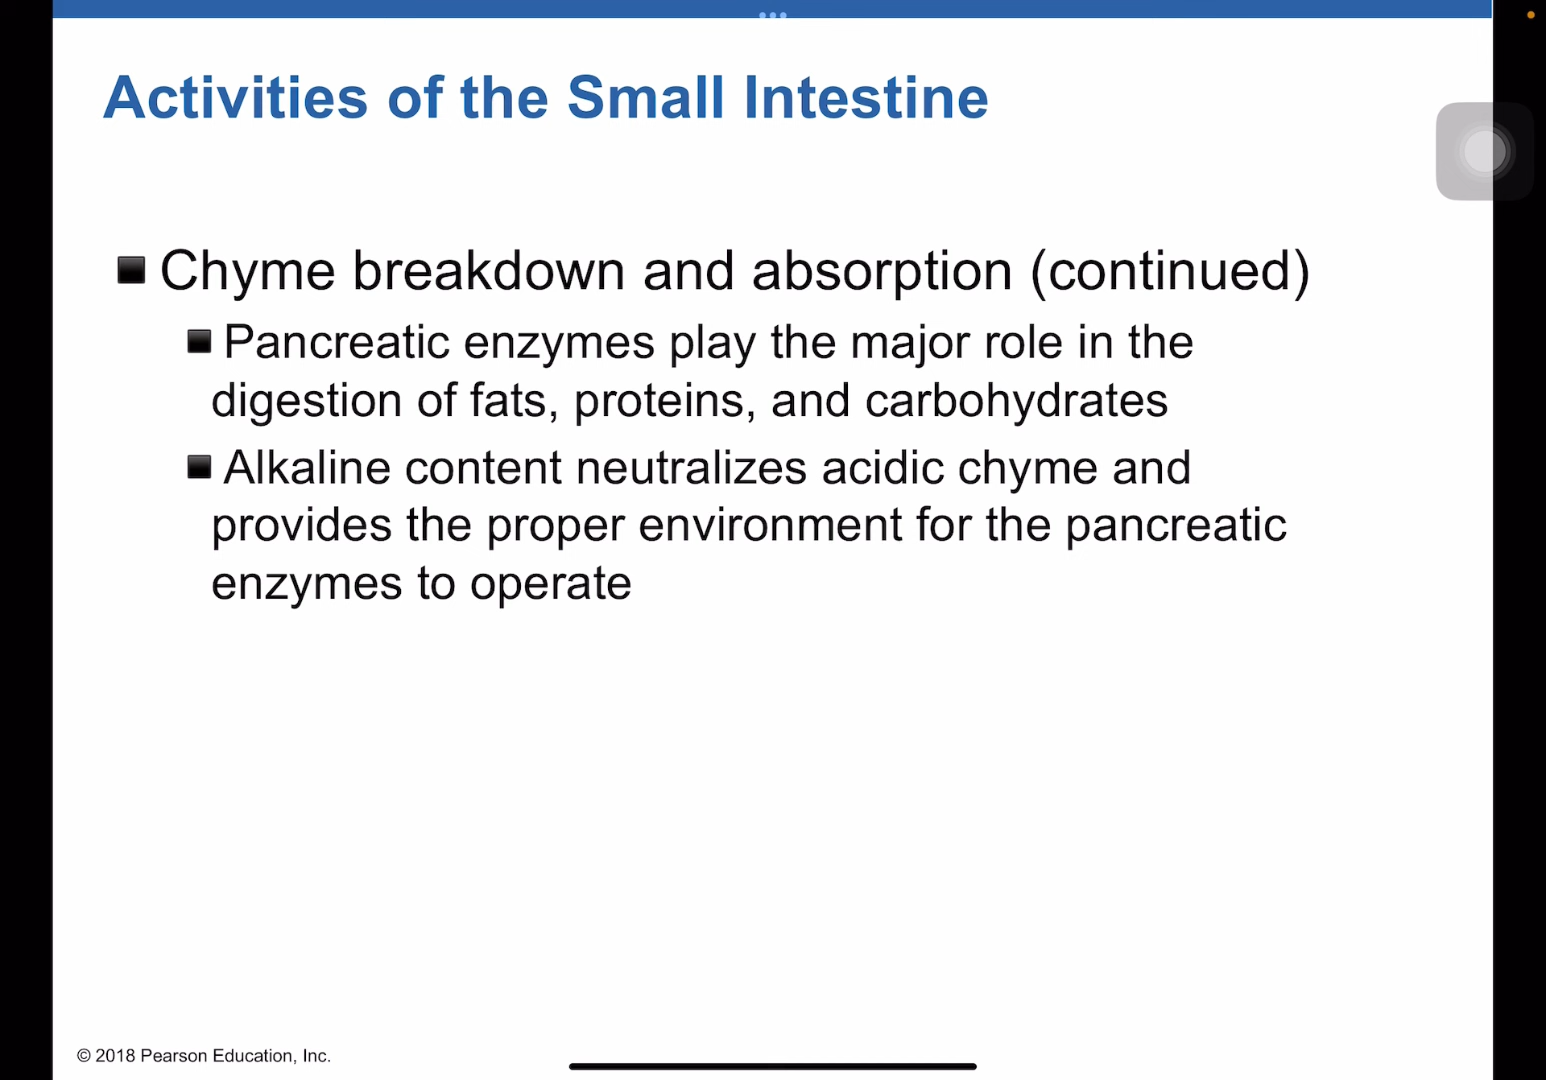 Activities of the Small Intestine
Chyme breakdown and absorption (continued)
Pancreatic enzymes play the major role in the
digestion of fats, proteins, and carbohydrates
Alkaline content neutralizes acidic chyme and
provides the proper environment for the pancreatic
enzymes to operate
© 2018 Pearson Education, Inc.